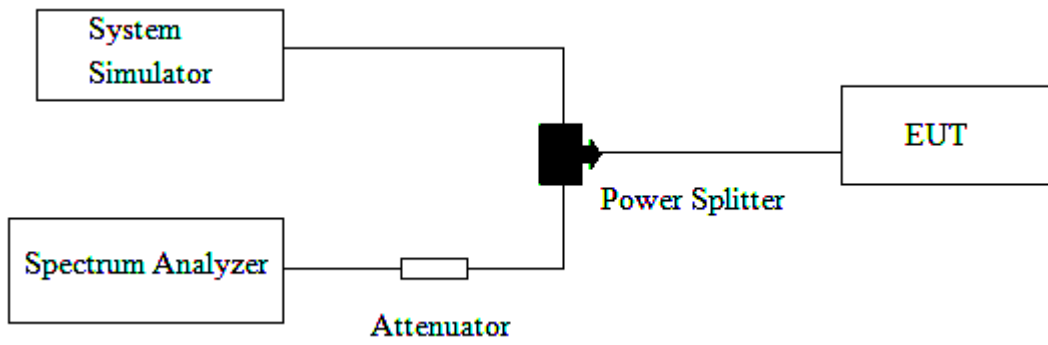 System
Simulator
EUT
Power Splitter
Spectrum Analyzer
Attenuator